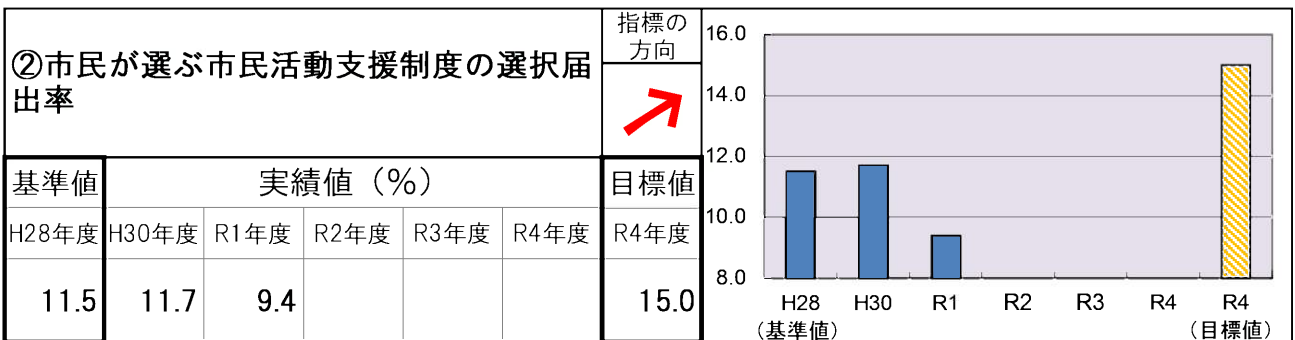 ②市民が選ぶ市民活動支援制度の選択届
出率
指標の
方向
基準値 実績値（%） 目標値
H28年度 H30年度 R1年度 R2年度 R3年度 R4年度 R4年度
11.5 11.7 9.4 15.0
16.0
14.0
12.0
10.0
8.0
H28 H30 R1 R2 R3 R4 R4
(基準値) (目標値)